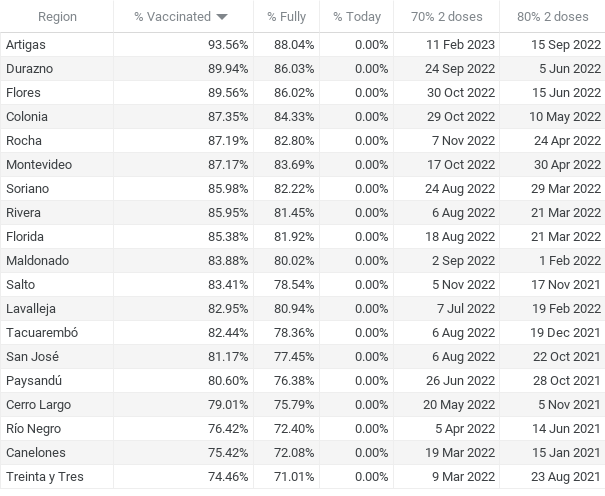 Region % Vaccinated % Fully % Today 70% 2 doses 80% 2 doses
Artigas 93.56% 88.04% 0.00% 11 Feb 2023 15 Sep 2022
Durazno 89.94% 86.03% 0.00% 24 Sep 2022 5 Jun 2022
Flores 89.56% 86.02% 0.00% 30 Oct 2022 15 Jun 2022
Colonia 87.35% 84.33% 0.00% 29 Oct 2022 10 May 2022
Rocha 87.19% 82.80% 0.00% 7 Nov 2022 24 Apr 2022
Montevideo 87.17% 83.69% 0.00% 17 Oct 2022 30 Apr 2022
Soriano 85.98% 82.22% 0.00% 24 Aug 2022 29 Mar 2022
Rivera 85.95% 81.45% 0.00% 6 Aug 2022 21 Mar 2022
Florida 85.38% 81.92% 0.00% 18 Aug 2022 21 Mar 2022
Maldonado 83.88% 80.02% 0.00% 2 Sep 2022 1 Feb 2022
Salto 83.41% 78.54% 0.00% 5 Nov 2022 17 Nov 2021
Lavalleja 82.95% 80.94% 0.00% 7 Jul 2022 19 Feb 2022
Tacuarembó 82.44% 78.36% 0.00% 6 Aug 2022 19 Dec 2021
San José 81.17% 77.45% 0.00% 6 Aug 2022 22 Oct 2021
Paysandú 80.60% 76.38% 0.00% 26 Jun 2022 28 Oct 2021
Cerro Largo 79.01% 75.79% 0.00% 20 May 2022 5 Nov 2021
Río Negro 76.42% 72.40% 0.00% 5 Apr 2022 14 Jun 2021
Canelones 75.42% 72.08% 0.00% 19 Mar 2022 15 Jan 2021
Treinta y Tres 74.46% 71.01% 0.00% 9 Mar 2022 23 Aug 2021